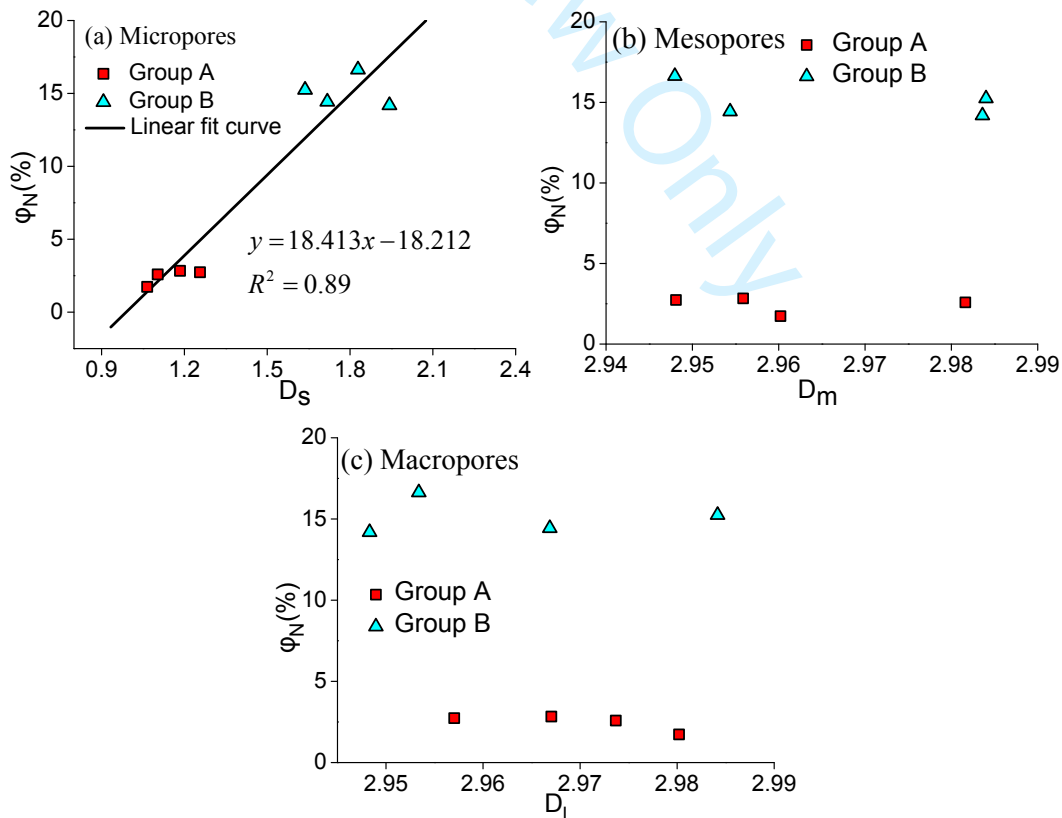 w Only
(a) Micropores
Group A
Group B
Linear fit curve
y = 18.413x − 18.212
R² = 0.89
20
15
10
5
0
φN(%)
0.9 1.2 1.5 1.8 2.1 2.4
Ds
(b) Mesopores
Group A
Group B
20
15
10
5
0
φN(%)
2.94 2.95 2.96 2.97 2.98 2.99
Dm
(c) Macropores
Group A
Group B
20
15
10
5
0
φN(%)
2.95 2.96 2.97 2.98 2.99